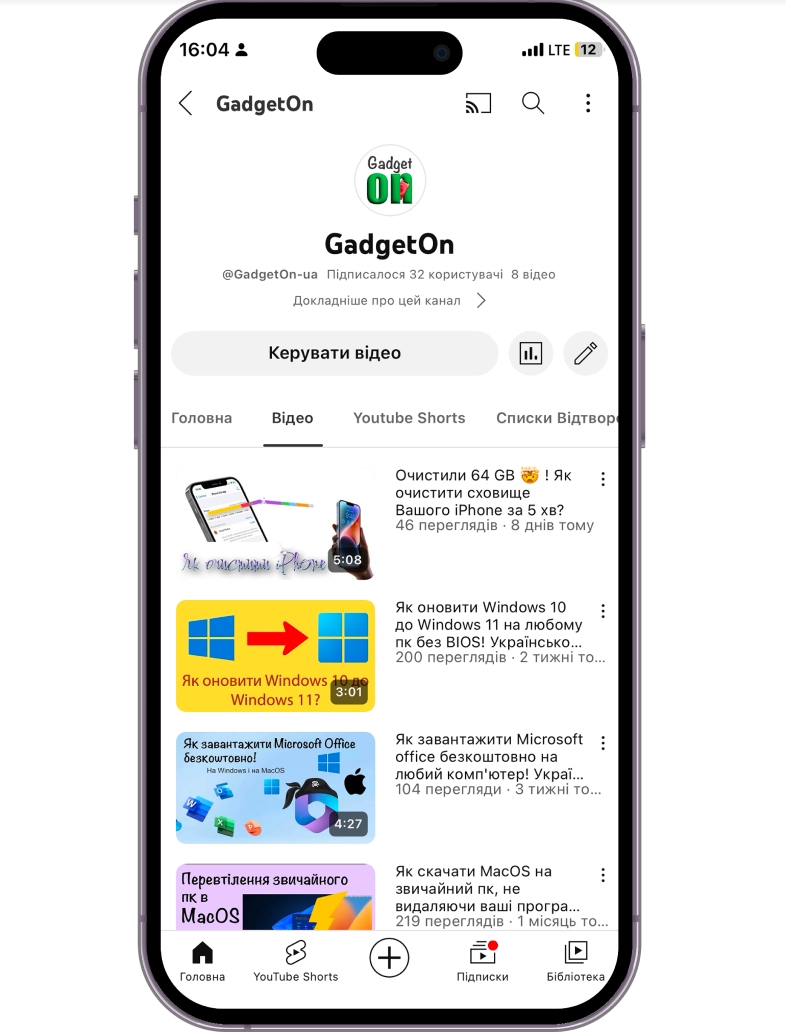 16:04
LTE 12
GadgetOn
Gadget
on
GadgetOn
@GadgetOn-ua Підписалося 32 користувачі 8 відео
Докладніше про цей канал
Керувати відео
Головна Відео Youtube Shorts Списки Відтвор
Як очистити iPhone
5:08
Очистили 64 GB 🤯 ! Як
очистити сховище
Вашого iPhone за 5 хв?
46 переглядів · 8 днів тому
Як оновити Windows 10 до
Windows 11?
3:01
Як оновити Windows 10
до Windows 11 на любому
пк без BIOS! Українсько...
200 переглядів · 2 тижні то...
Як завантажити Microsoft Office
безкоштовно!
На Windows і на MacOS
4:27
Як завантажити Microsoft
office безкоштовно на
любий комп'ютер! Украї...
104 перегляди · 3 тижні то...
Перевтілення звичайного
пк в
MacOS
Як скачати MacOS на
звичайний пк, не
видаляючи ваші програ...
219 переглядів · 1 місяць то...
Головна
YouTube Shorts
Підписки
Бібліотека